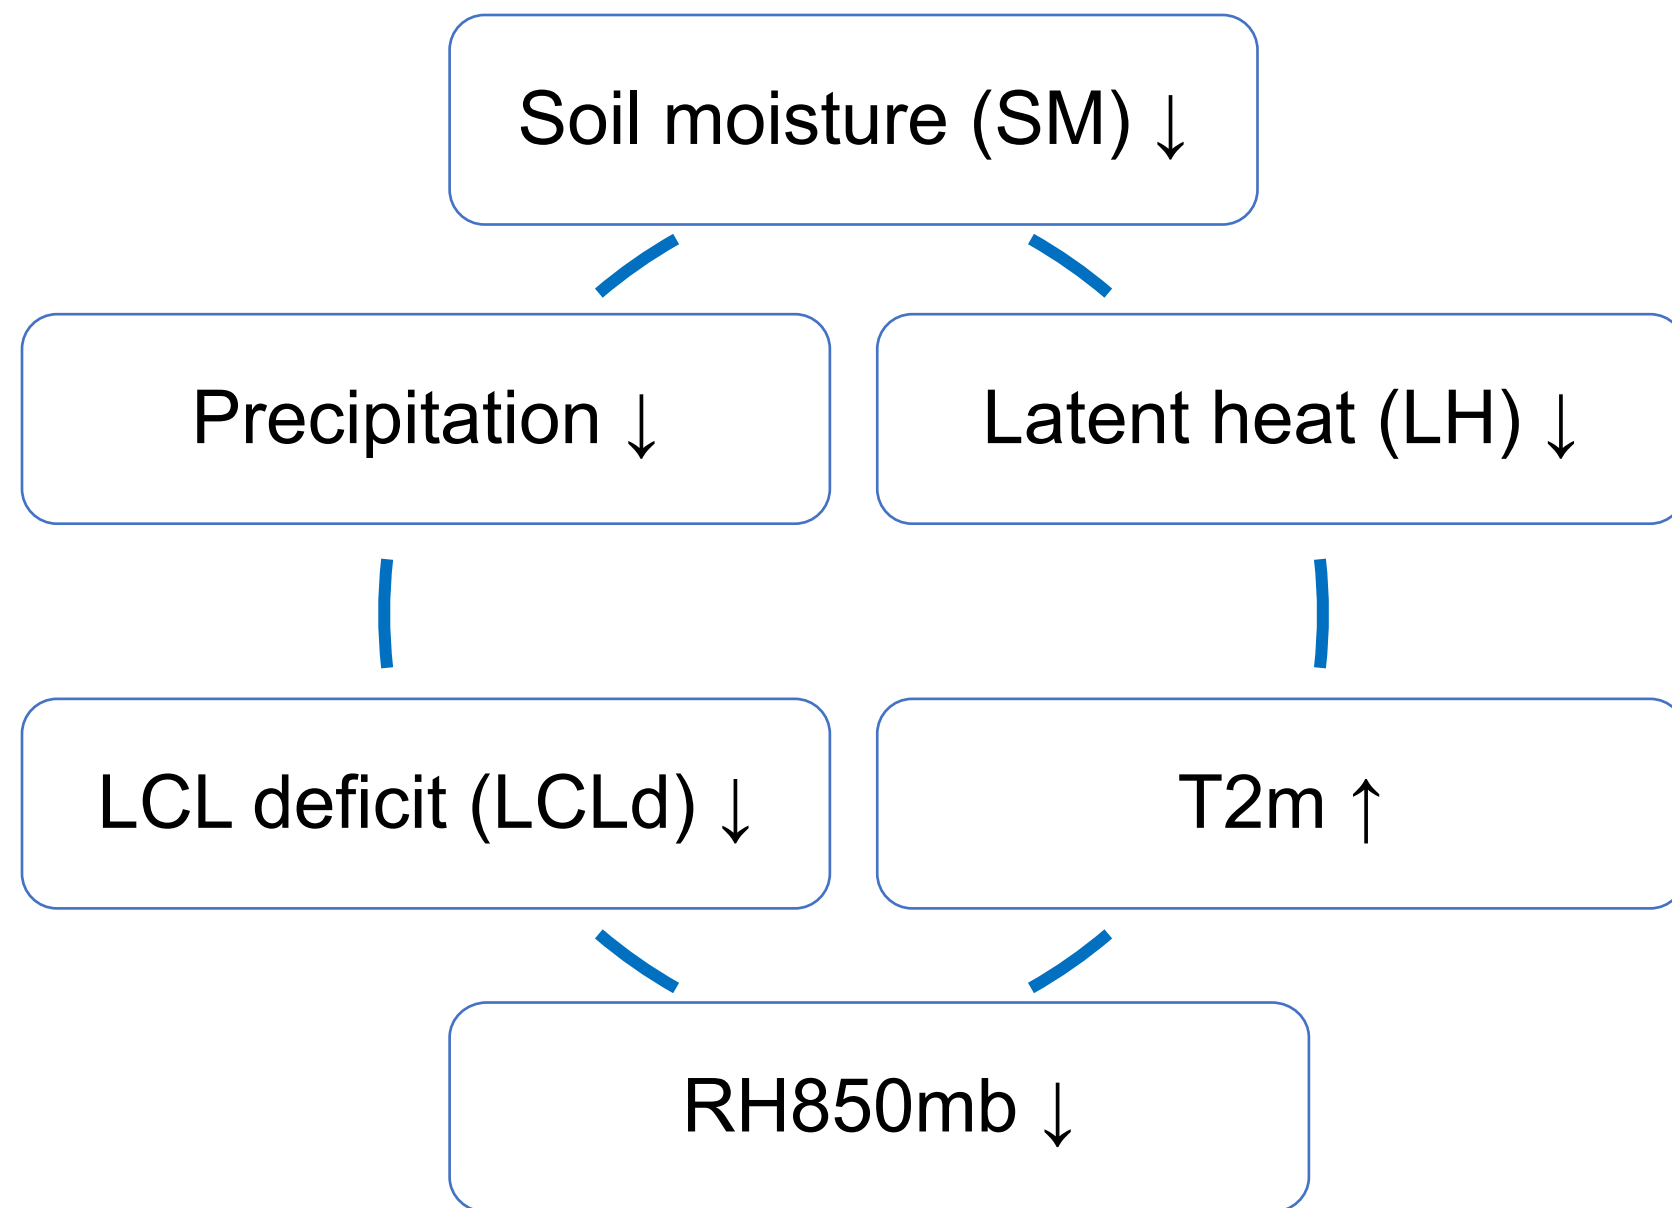 Soil moisture (SM) ↓
Precipitation ↓
Latent heat (LH) ↓
LCL deficit (LCLd) ↓
T2m ↑
RH850mb ↓